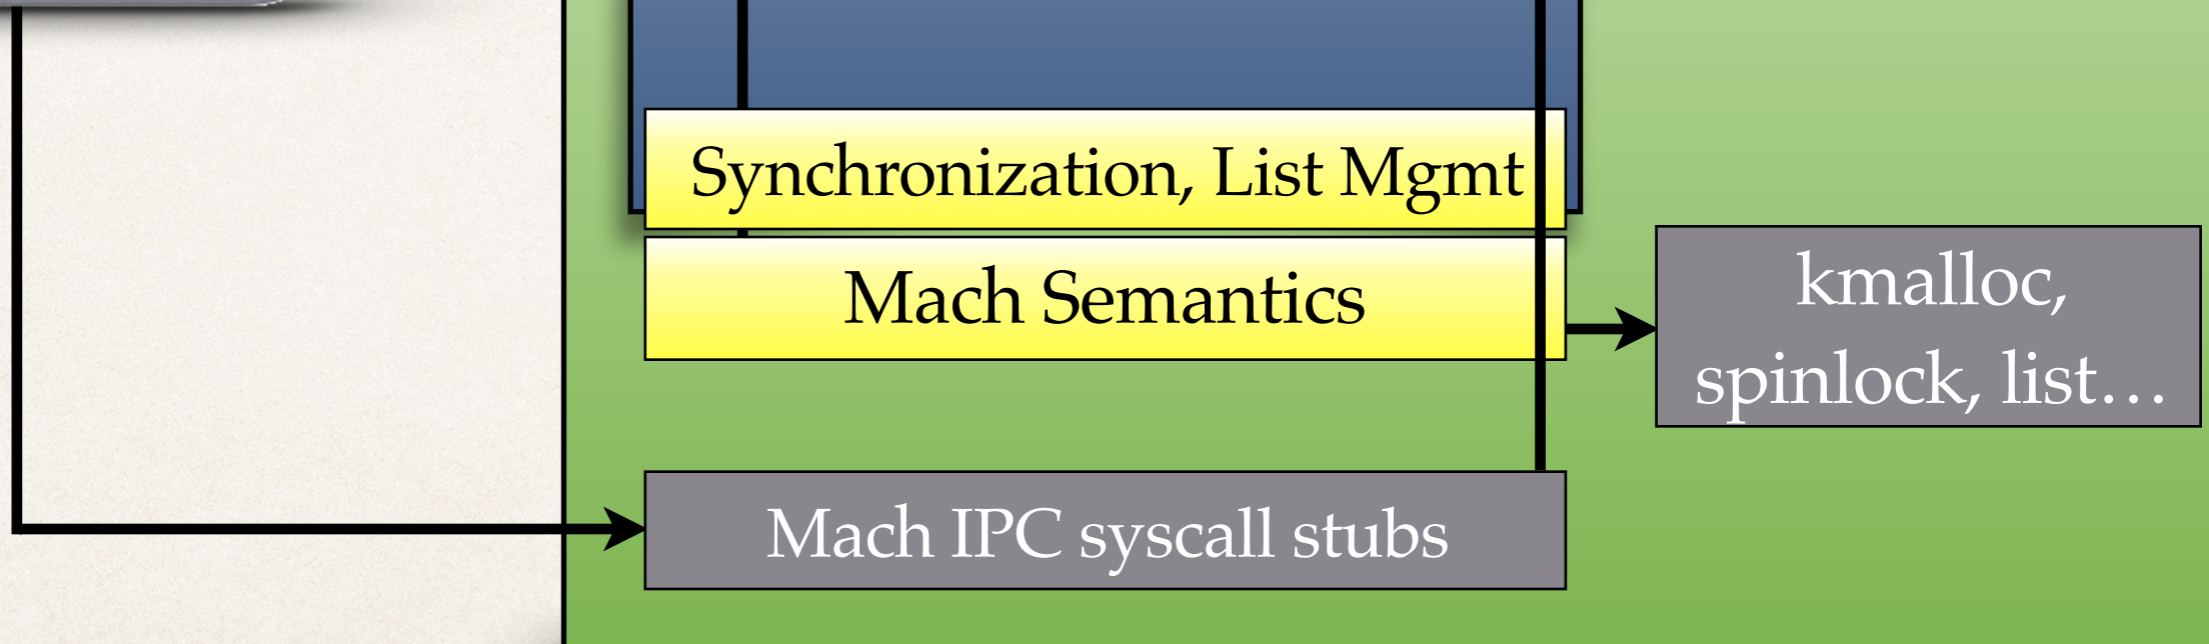 Synchronization, List Mgmt
Mach Semantics
kmalloc,
spinlock, list…
Mach IPC syscall stubs